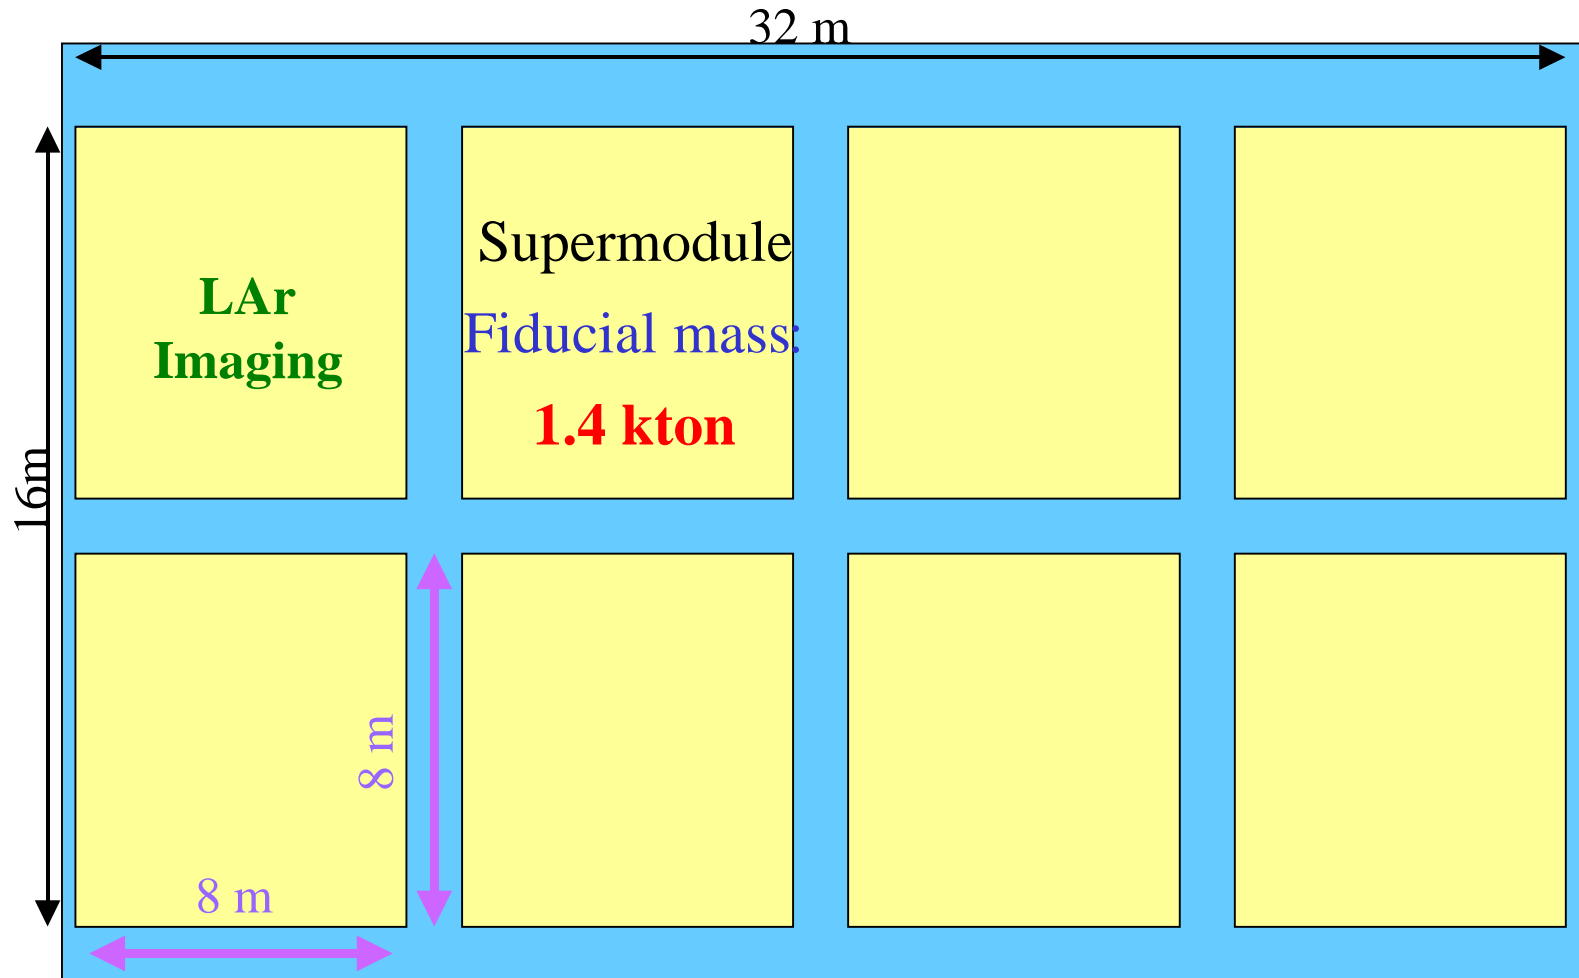 32 m
Supermodule
LAr
Imaging
Fiducial mass:
1.4 kton
16m
8 m
8 m